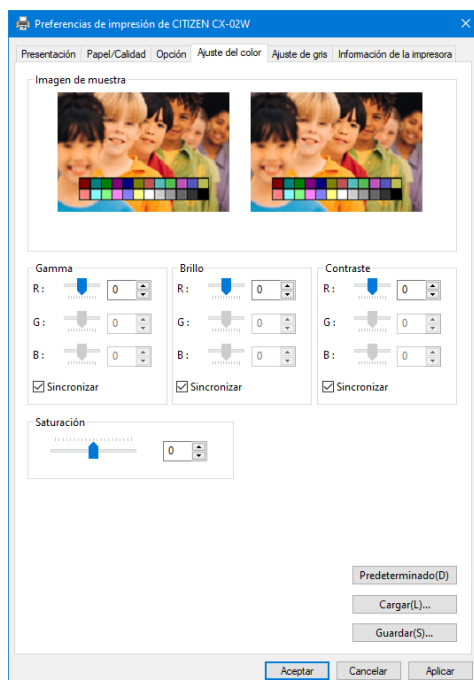 Preferencias de impresión de CITIZEN CX-02W
Presentación Papel/Calidad Opción Ajuste del color Ajuste de gris Información de la impresora
Imagen de muestra
Gamma Brillo Contraste
R : 0 R : 0 R : 0
G : 0 G : 0 G : 0
B : 0 B : 0 B : 0
Sincronizar Sincronizar Sincronizar
Saturación
0
Predeterminado(D)
Cargar(L)...
Guardar(S)...
Aceptar Cancelar Aplicar